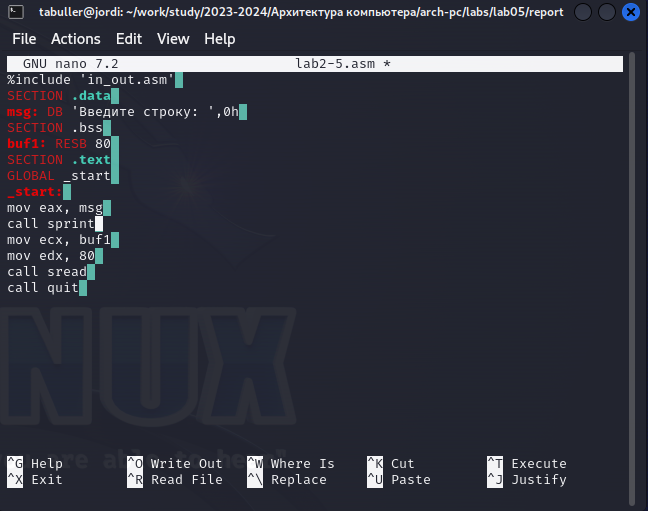 tabuller@jordi: ~/work/study/2023-2024/Архитектура компьютера/arch-pc/labs/lab05/report
File Actions Edit View Help
GNU nano 7.2 lab2-5.asm *
%include 'in_out.asm'
SECTION .data
msg: DB 'Введите строку: ',0h
SECTION .bss
buf1: RESB 80
SECTION .text
GLOBAL _start
_start:
mov eax, msg
call sprint
mov ecx, buf1
mov edx, 80
call sread
call quit
NUX
^G Help ^O Write Out ^W Where Is ^K Cut ^T Execute
^X Exit ^R Read File ^\ Replace ^U Paste ^J Justify